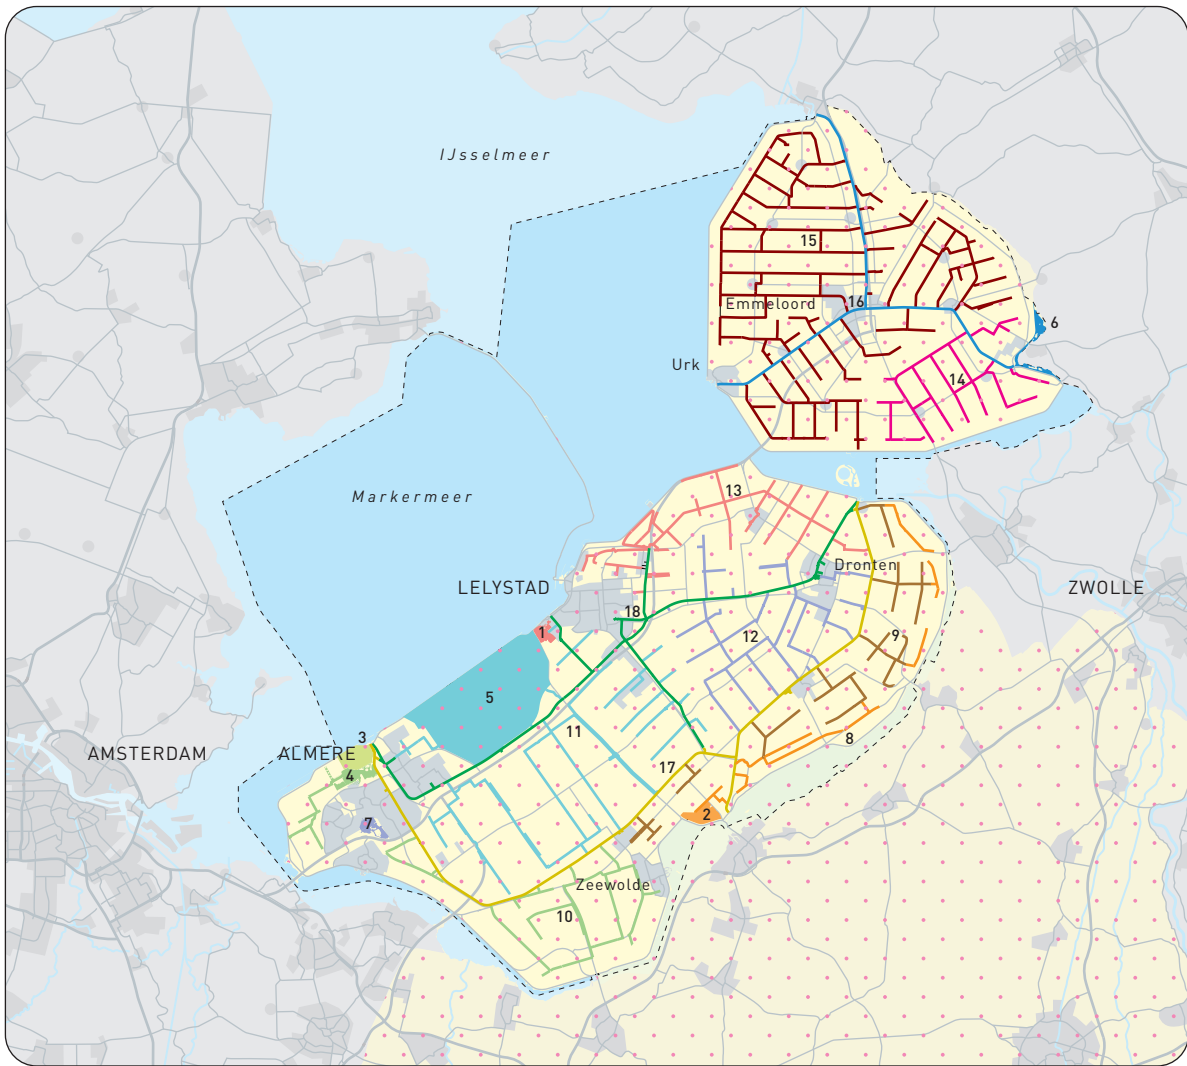 IJsselmeer
15
Emmeloord
16
6
Urk
14
Markermeer
13
Dronten
LELYSTAD
ZWOLLE
18
1
12
9
5
11
3
8
AMSTERDAM
ALMERE
4
17
2
7
Zeewolde
10